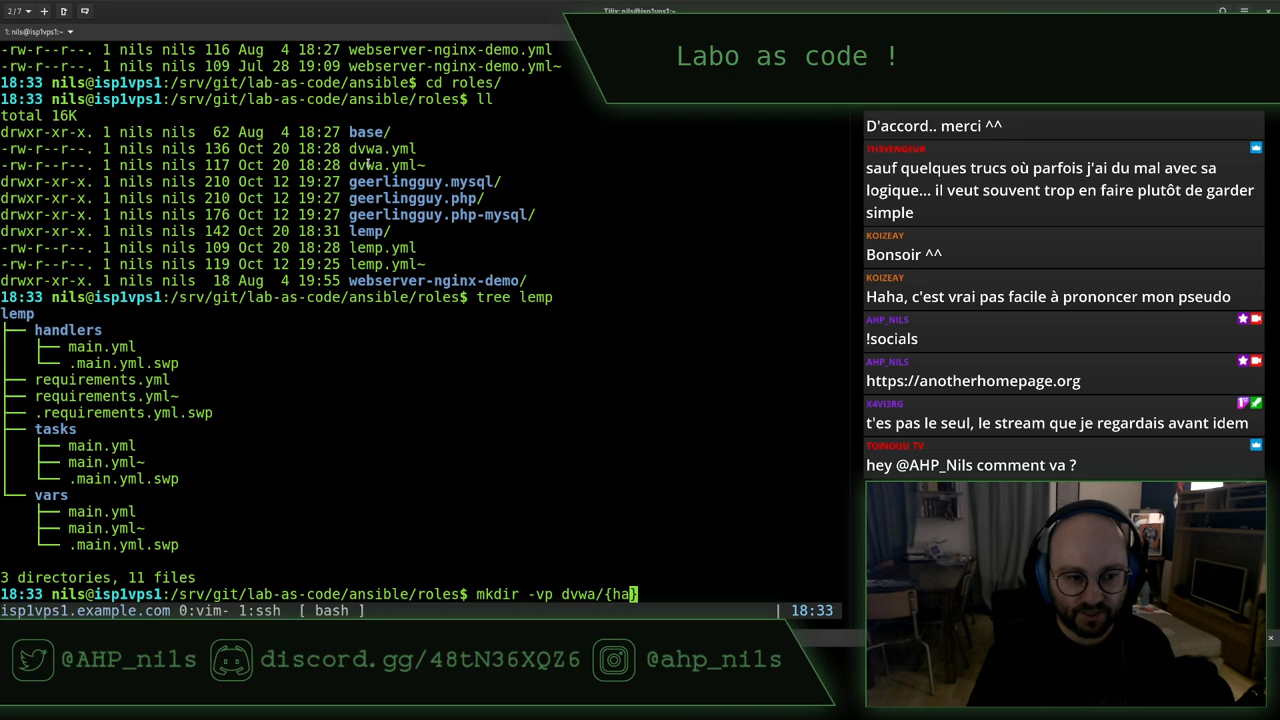 2/7
Tilix: nils@isp1vps1:~
1: nils@isp1vps1:~
-rw-r--r--. 1 nils nils 116 Aug  4 18:27 webserver-nginx-demo.yml
-rw-r--r--. 1 nils nils 109 Jul 28 19:09 webserver-nginx-demo.yml~
18:33 nils@isp1vps1:/srv/git/lab-as-code/ansible$ cd roles/
18:33 nils@isp1vps1:/srv/git/lab-as-code/ansible/roles$ ll
total 16K
drwxr-xr-x. 1 nils nils  62 Aug  4 18:27 base/
-rw-r--r--. 1 nils nils 136 Oct 20 18:28 dvwa.yml
-rw-r--r--. 1 nils nils 117 Oct 20 18:28 dvwa.yml~
drwxr-xr-x. 1 nils nils 210 Oct 12 19:27 geerlingguy.mysql/
drwxr-xr-x. 1 nils nils 210 Oct 12 19:27 geerlingguy.php/
drwxr-xr-x. 1 nils nils 176 Oct 12 19:27 geerlingguy.php-mysql/
drwxr-xr-x. 1 nils nils 142 Oct 20 18:31 lemp/
-rw-r--r--. 1 nils nils 109 Oct 20 18:28 lemp.yml
-rw-r--r--. 1 nils nils 119 Oct 12 19:25 lemp.yml~
drwxr-xr-x. 1 nils nils  18 Aug  4 19:55 webserver-nginx-demo/
18:33 nils@isp1vps1:/srv/git/lab-as-code/ansible/roles$ tree lemp
lemp
├── handlers
│   ├── main.yml
│   └── .main.yml.swp
├── requirements.yml
├── requirements.yml~
├── .requirements.yml.swp
├── tasks
│   ├── main.yml
│   ├── main.yml~
│   └── .main.yml.swp
└── vars
    ├── main.yml
    ├── main.yml~
    └── .main.yml.swp
3 directories, 11 files
18:33 nils@isp1vps1:/srv/git/lab-as-code/ansible/roles$ mkdir -vp dvwa/{ha}
isp1vps1.example.com 0:vim- 1:ssh  [ bash ] | 18:33
Labo as code !
D'accord.. merci ^^
TH3VENGEUR
sauf quelques trucs où parfois j'ai du mal avec sa
logique... il veut souvent trop en faire plutôt de garder
simple
KOIZEAY
Bonsoir ^^
KOIZEAY
Haha, c'est vrai pas facile à prononcer mon pseudo
AHP_NILS
!socials
AHP_NILS
https://anotherhomepage.org
X4VI3RG
t'es pas le seul, le stream que je regardais avant idem
TOINOUU_TV
hey @AHP_Nils comment va ?
@AHP_nils
discord.gg/48tN36XQZ6
@ahp_nils